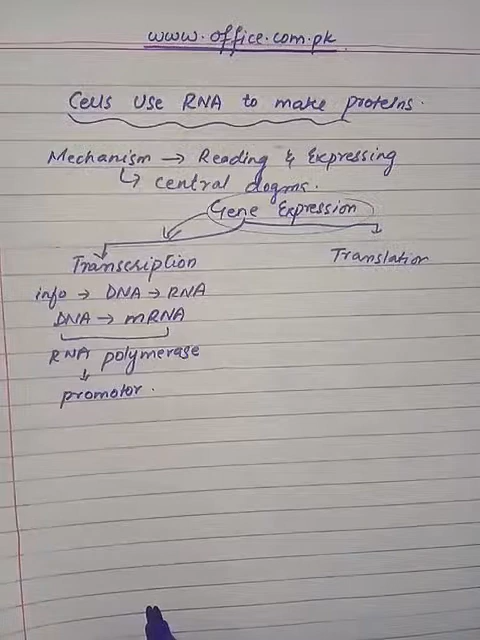 www.office.com.pk
Cells use RNA to make proteins.
Mechanism → Reading & Expressing
↳ central dogma.
Gene Expression
Transcription
info → DNA → RNA
DNA → mRNA
RNA polymerase
↓
promotor.
Translation